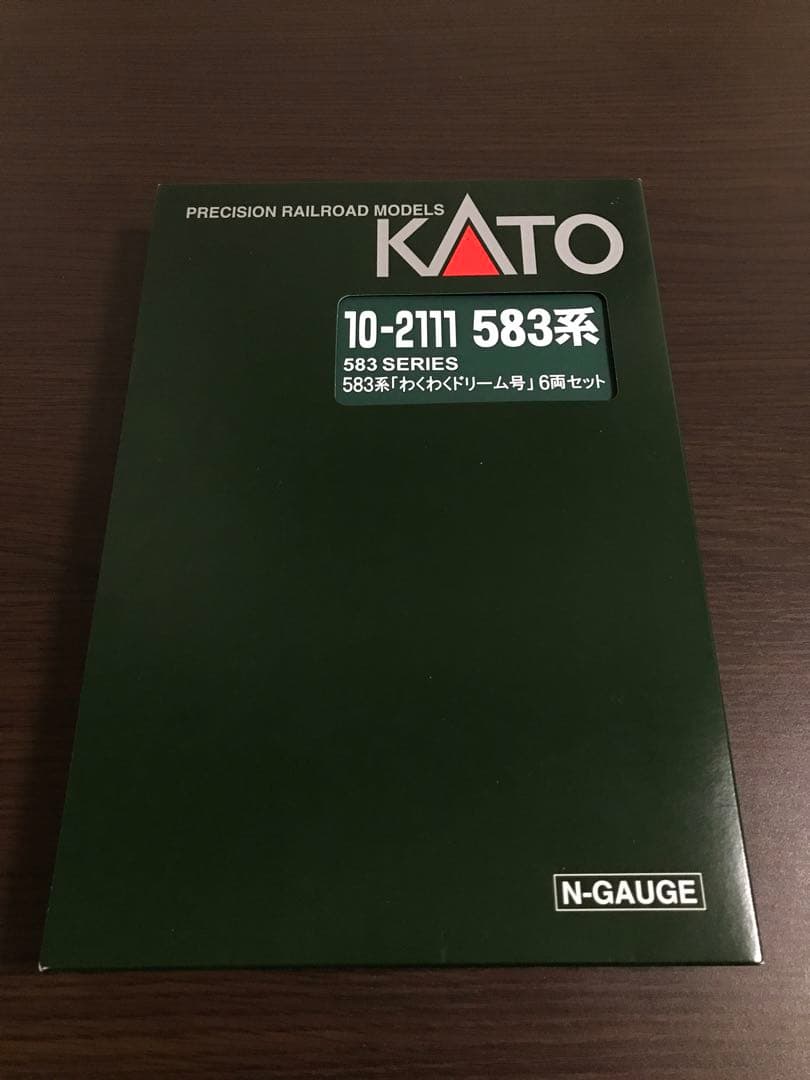 PRECISION RAILROAD MODELS
KATO
10-2111 583系
583 SERIES
583系「わくわくドリーム号」6両セット
N-GAUGE